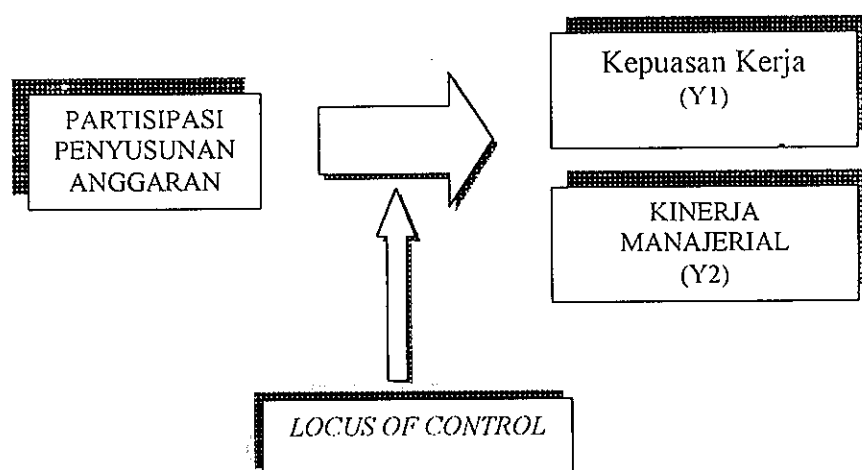 PARTISIPASI
PENYUSUNAN
ANGGARAN
Kepuasan Kerja
(Y1)
KINERJA
MANAJERIAL
(Y2)
LOCUS OF CONTROL